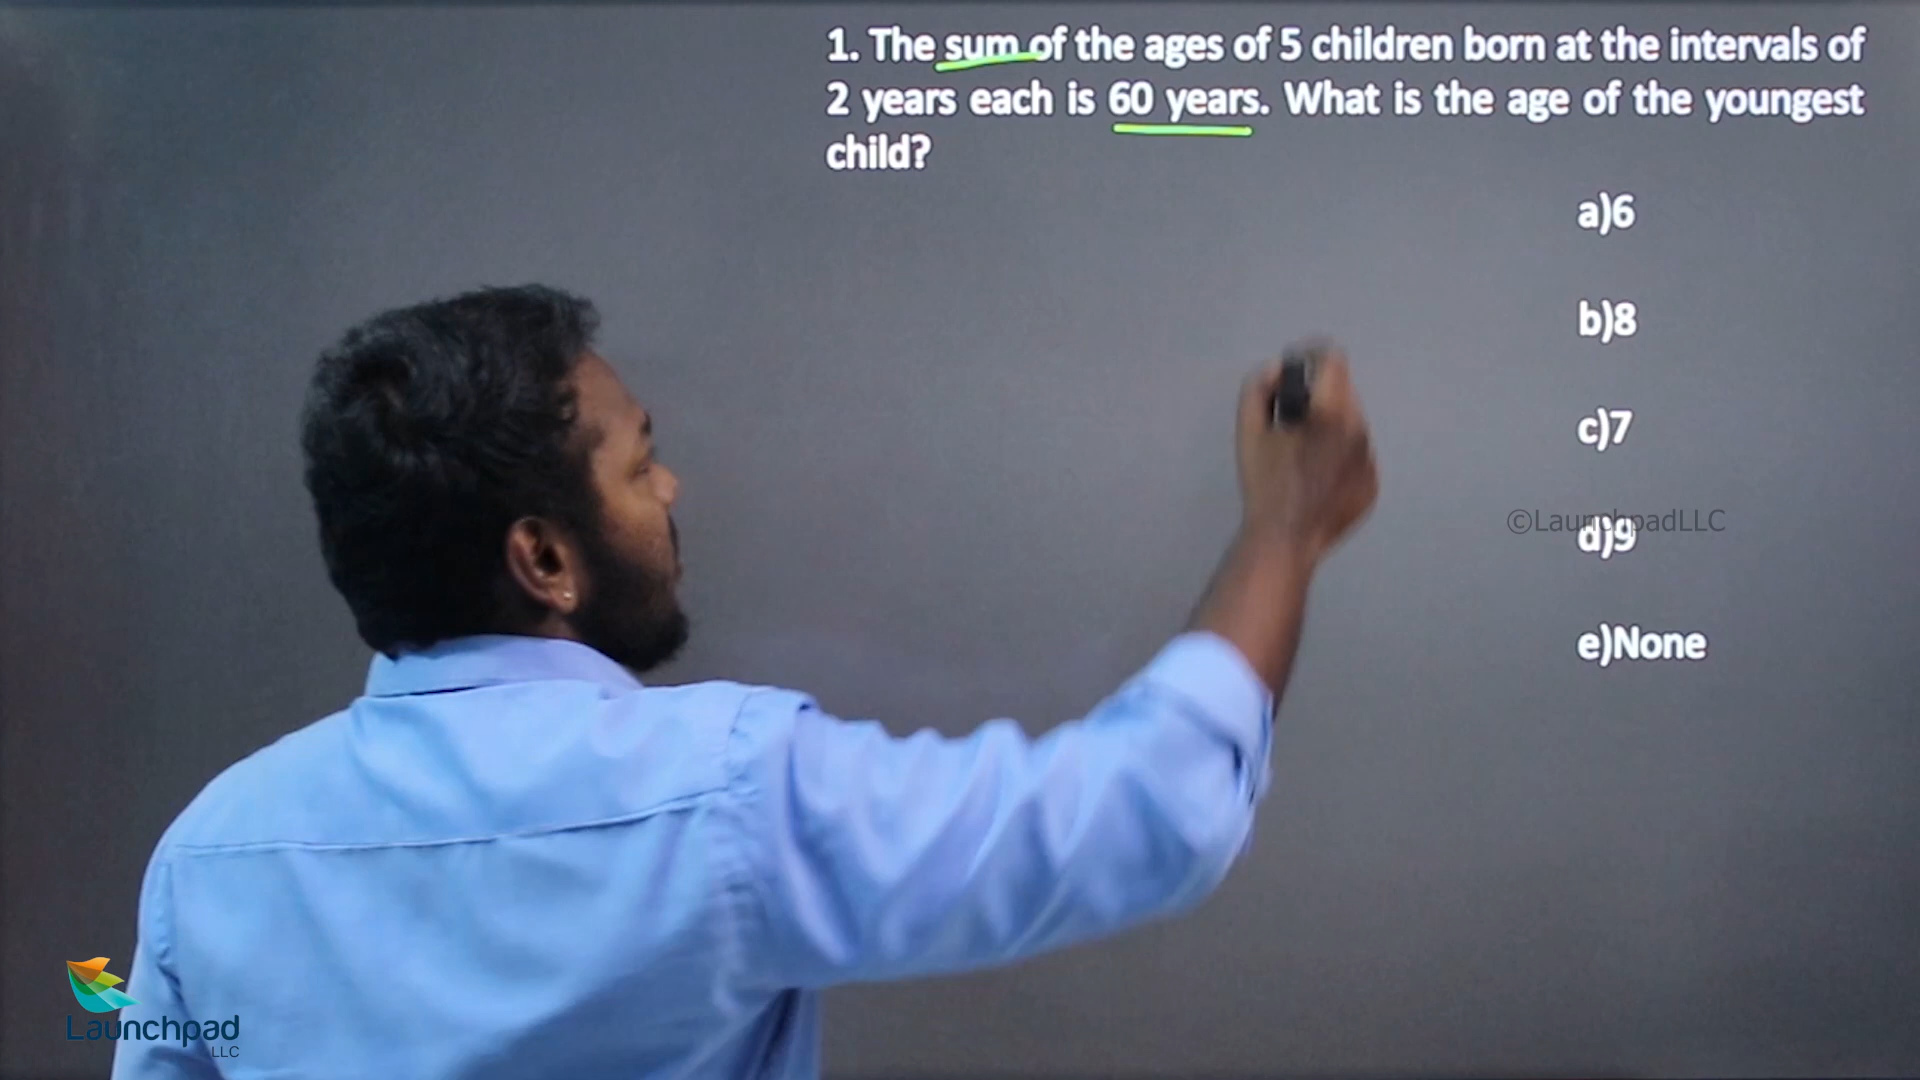 1. The sum of the ages of 5 children born at the intervals of
2 years each is 60 years. What is the age of the youngest
child?
a)6
b)8
c)7
©LaunchpadLLC
d)9
e)None
Launchpad
LLC